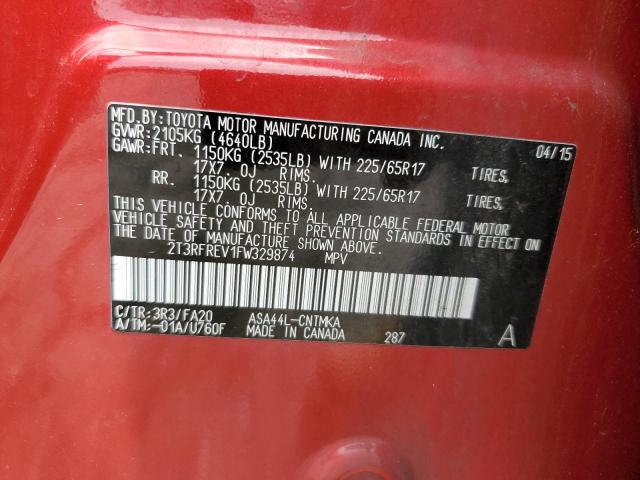 MFD.BY:TOYOTA MOTOR MANUFACTURING CANADA INC.
GVWR:2105KG (4640LB) 04/15
GAWR:FRT. 1150KG (2535LB) WITH 225/65R17 TIRES,
17X7.0J RIMS.
RR. 1150KG (2535LB) WITH 225/65R17 TIRES,
17X7.0J RIMS.
THIS VEHICLE CONFORMS TO ALL APPLICABLE FEDERAL MOTOR
VEHICLE SAFETY AND THEFT PREVENTION STANDARDS IN EFFECT ON
THE DATE OF MANUFACTURE SHOWN ABOVE.
2T3RFREV1FW329874 MPV
C/TR:3R3/FA20 ASA44L-CNTMKA
A/TM:-01A/U760F MADE IN CANADA 287 A